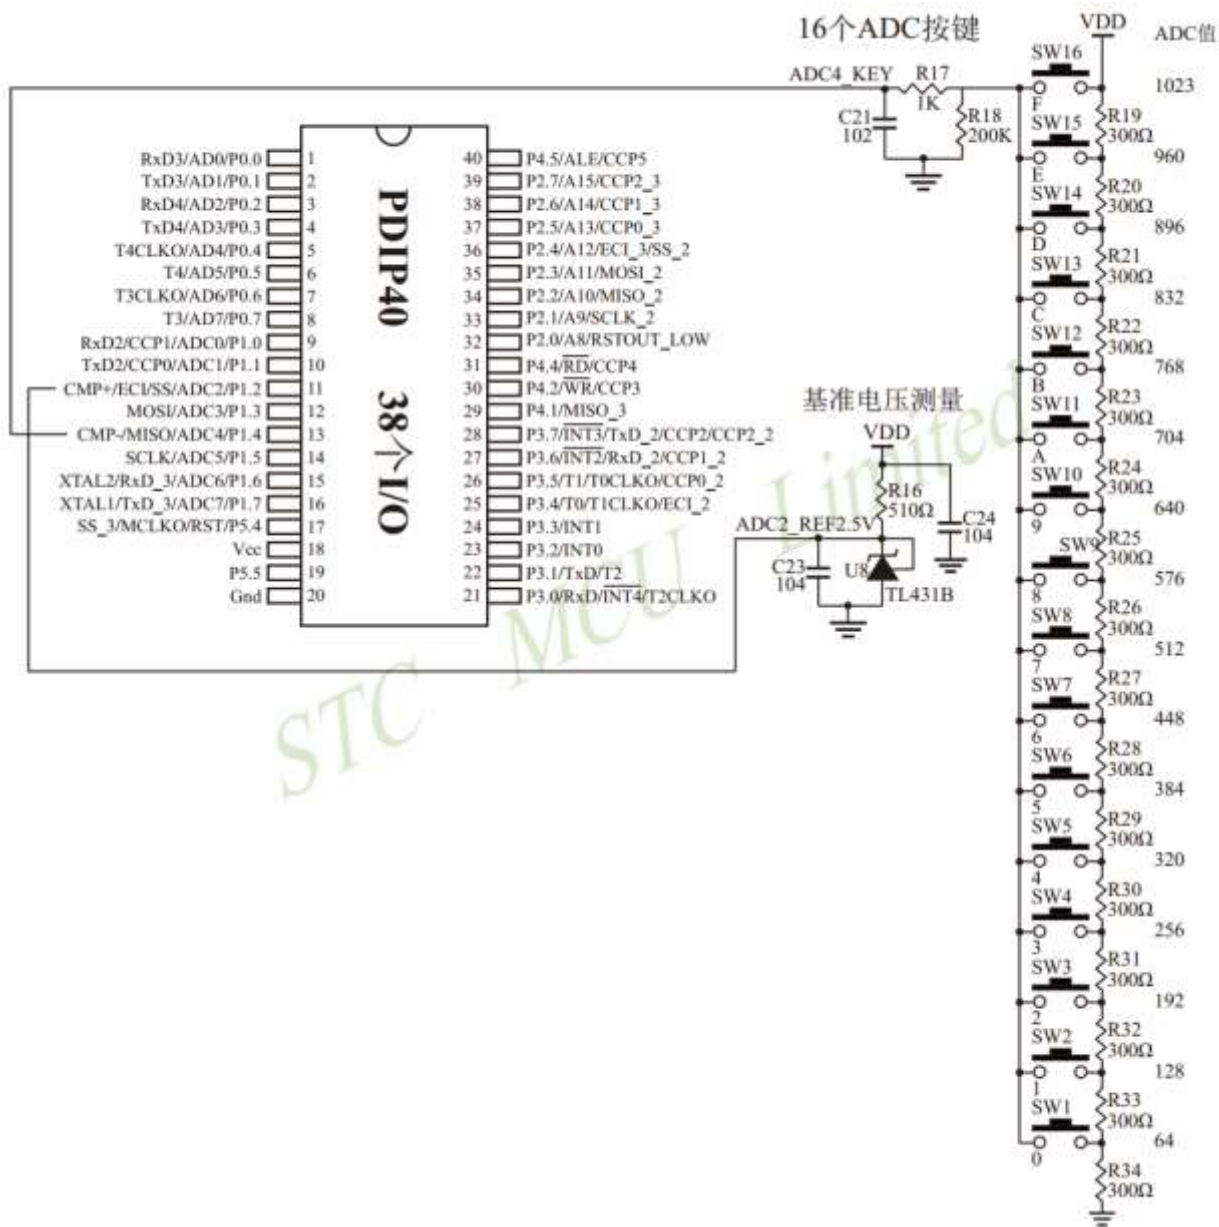 16个ADC按键
VDD
ADC值
ADC4_KEY
R17
1K
C21
102
R18
200K
SW16
1023
F
R19
300Ω
SW15
960
E
R20
300Ω
SW14
896
D
R21
300Ω
SW13
832
C
R22
300Ω
SW12
768
B
R23
300Ω
SW11
704
A
R24
300Ω
SW10
640
9
R25
300Ω
SW9
576
8
R26
300Ω
SW8
512
7
R27
300Ω
SW7
448
6
R28
300Ω
SW6
384
5
R29
300Ω
SW5
320
4
R30
300Ω
SW4
256
3
R31
300Ω
SW3
192
2
R32
300Ω
SW2
128
1
R33
300Ω
SW1
64
0
R34
300Ω
PDIP40 38个I/O
RxD3/AD0/P0.0 1
TxD3/AD1/P0.1 2
RxD4/AD2/P0.2 3
TxD4/AD3/P0.3 4
T4CLKO/AD4/P0.4 5
T4/AD5/P0.5 6
T3CLKO/AD6/P0.6 7
T3/AD7/P0.7 8
RxD2/CCP1/ADC0/P1.0 9
TxD2/CCP0/ADC1/P1.1 10
CMP+/ECI/SS/ADC2/P1.2 11
MOSI/ADC3/P1.3 12
CMP-/MISO/ADC4/P1.4 13
SCLK/ADC5/P1.5 14
XTAL2/RxD_3/ADC6/P1.6 15
XTAL1/TxD_3/ADC7/P1.7 16
SS_3/MCLKO/RST/P5.4 17
Vcc 18
P5.5 19
Gnd 20
40 P4.5/ALE/CCP5
39 P2.7/A15/CCP2_3
38 P2.6/A14/CCP1_3
37 P2.5/A13/CCP0_3
36 P2.4/A12/ECI_3/SS_2
35 P2.3/A11/MOSI_2
34 P2.2/A10/MISO_2
33 P2.1/A9/SCLK_2
32 P2.0/A8/RSTOUT_LOW
31 P4.4/RD/CCP4
30 P4.2/WR/CCP3
29 P4.1/MISO_3
28 P3.7/INT3/TxD_2/CCP2/CCP2_2
27 P3.6/INT2/RxD_2/CCP1_2
26 P3.5/T1/T0CLKO/CCP0_2
25 P3.4/T0/T1CLKO/ECI_2
24 P3.3/INT1
23 P3.2/INT0
22 P3.1/TxD/T2
21 P3.0/RxD/INT4/T2CLKO
基准电压测量
VDD
R16
510Ω
C24
104
ADC2_REF2.5V
C23
104
U8
TL431B
STC MCU Limited